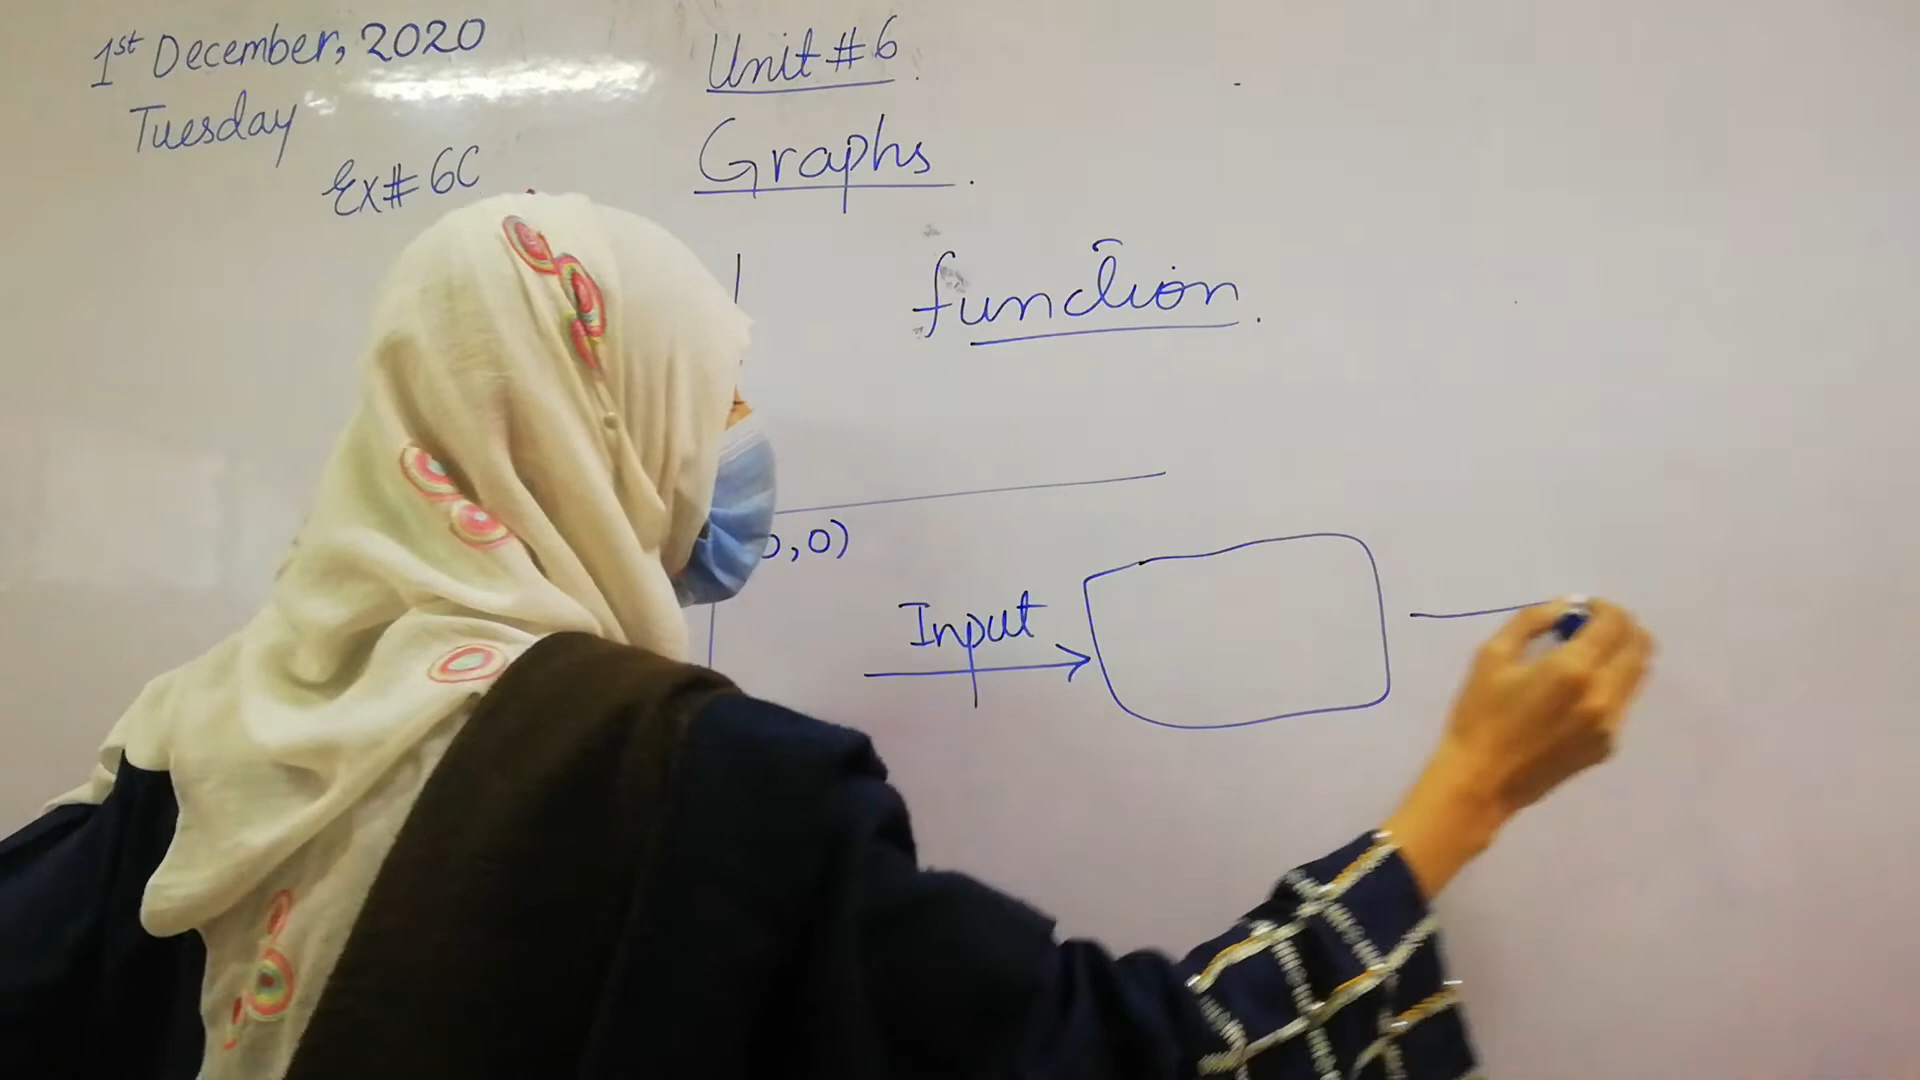 1st December, 2020
Tuesday
Ex# 6C
Unit # 6.
Graphs.
function.
,0)
Input